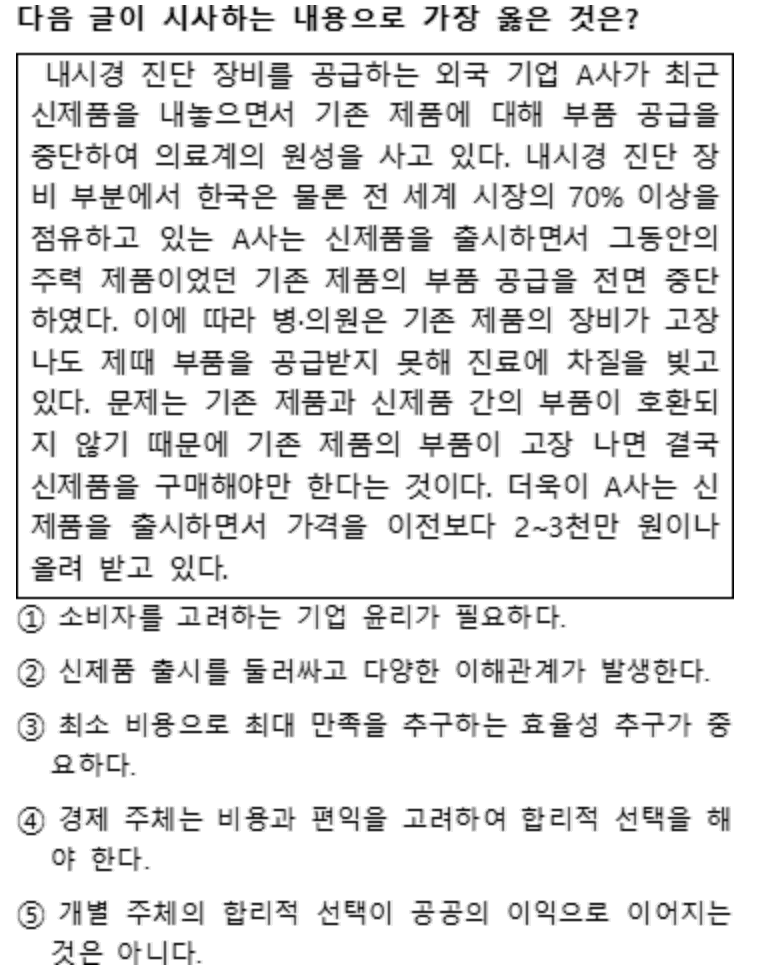 다음 글이 시사하는 내용으로 가장 옳은 것은?
내시경 진단 장비를 공급하는 외국 기업 A사가 최근
신제품을 내놓으면서 기존 제품에 대해 부품 공급을
중단하여 의료계의 원성을 사고 있다. 내시경 진단 장
비 부분에서 한국은 물론 전 세계 시장의 70% 이상을
점유하고 있는 A사는 신제품을 출시하면서 그동안의
주력 제품이었던 기존 제품의 부품 공급을 전면 중단
하였다. 이에 따라 병·의원은 기존 제품의 장비가 고장
나도 제때 부품을 공급받지 못해 진료에 차질을 빚고
있다. 문제는 기존 제품과 신제품 간의 부품이 호환되
지 않기 때문에 기존 제품의 부품이 고장 나면 결국
신제품을 구매해야만 한다는 것이다. 더욱이 A사는 신
제품을 출시하면서 가격을 이전보다 2~3천만 원이나
올려 받고 있다.
① 소비자를 고려하는 기업 윤리가 필요하다.
② 신제품 출시를 둘러싸고 다양한 이해관계가 발생한다.
③ 최소 비용으로 최대 만족을 추구하는 효율성 추구가 중
요하다.
④ 경제 주체는 비용과 편익을 고려하여 합리적 선택을 해
야 한다.
⑤ 개별 주체의 합리적 선택이 공공의 이익으로 이어지는
것은 아니다.